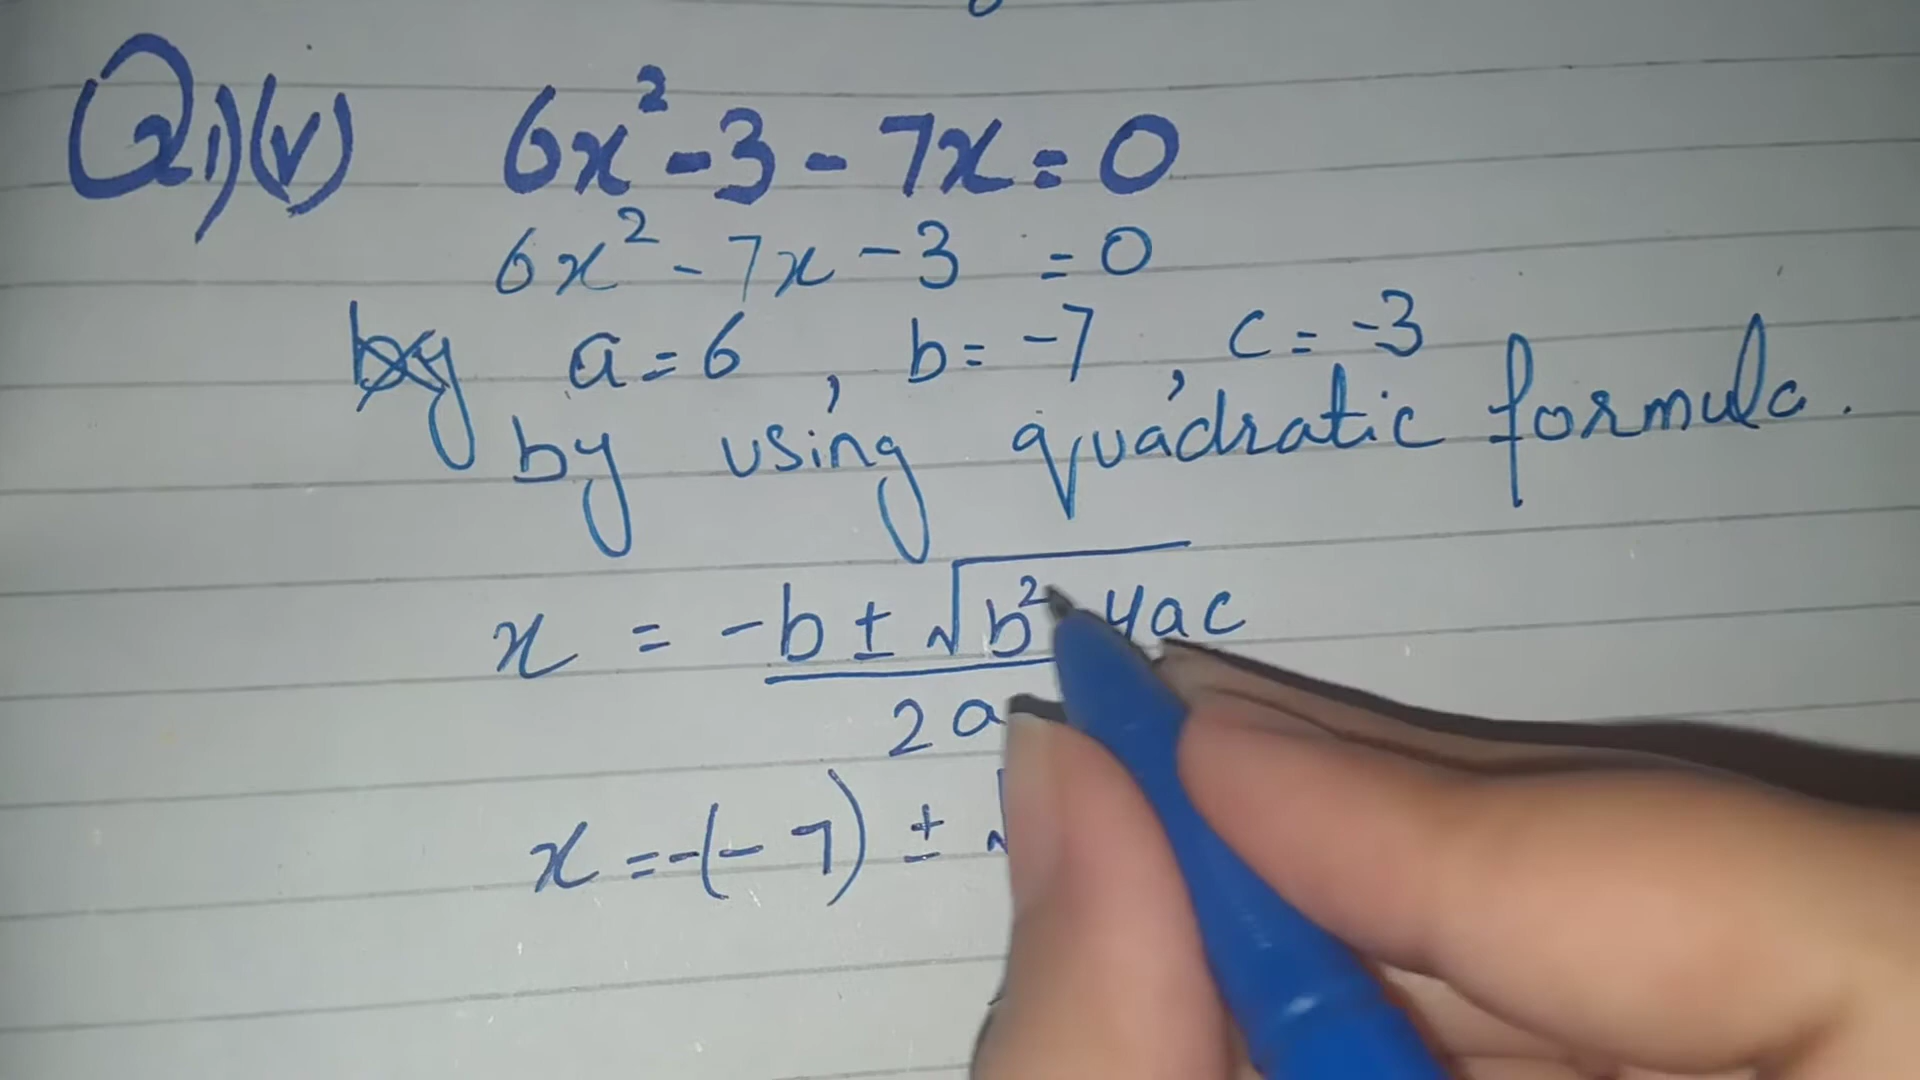 Q1)(v) 6x² - 3 - 7x = 0
6x² - 7x - 3 = 0
by a = 6 , b = -7 , c = -3
by using quadratic formula.
x = -b ± √b² 4ac
2a
x = -(-7) ± √